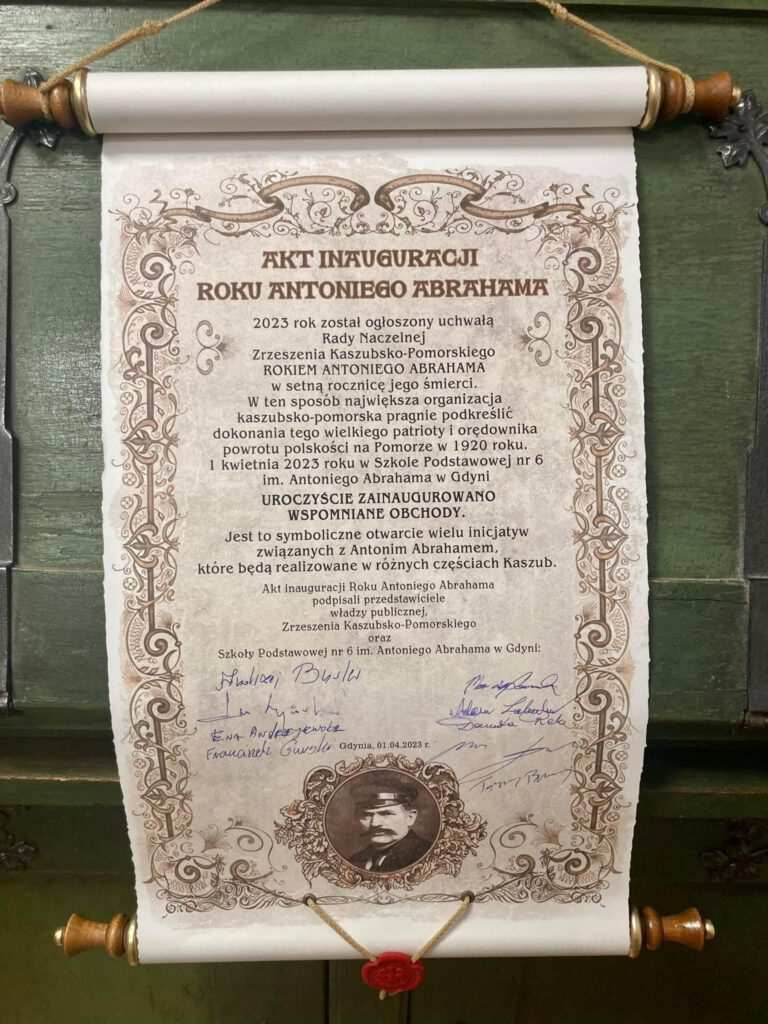 AKT INAUGURACJI
ROKU ANTONIEGO ABRAHAMA
2023 rok został ogłoszony uchwałą
Rady Naczelnej
Zrzeszenia Kaszubsko-Pomorskiego
ROKIEM ANTONIEGO ABRAHAMA
w setną rocznicę jego śmierci.
W ten sposób największa organizacja
kaszubsko-pomorska pragnie podkreślić
dokonania tego wielkiego patrioty i orędownika
powrotu polskości na Pomorze w 1920 roku.
1 kwietnia 2023 roku w Szkole Podstawowej nr 6
im. Antoniego Abrahama w Gdyni
UROCZYŚCIE ZAINAUGUROWANO
WSPOMNIANE OBCHODY.
Jest to symboliczne otwarcie wielu inicjatyw
związanych z Antonim Abrahamem,
które będą realizowane w różnych częściach Kaszub.
Akt inauguracji Roku Antoniego Abrahama
podpisali przedstawiciele
władzy publicznej,
Zrzeszenia Kaszubsko-Pomorskiego
oraz
Szkoły Podstawowej nr 6 im. Antoniego Abrahama w Gdyni:
Danuta
Gdynia, 01.04.2023 r.